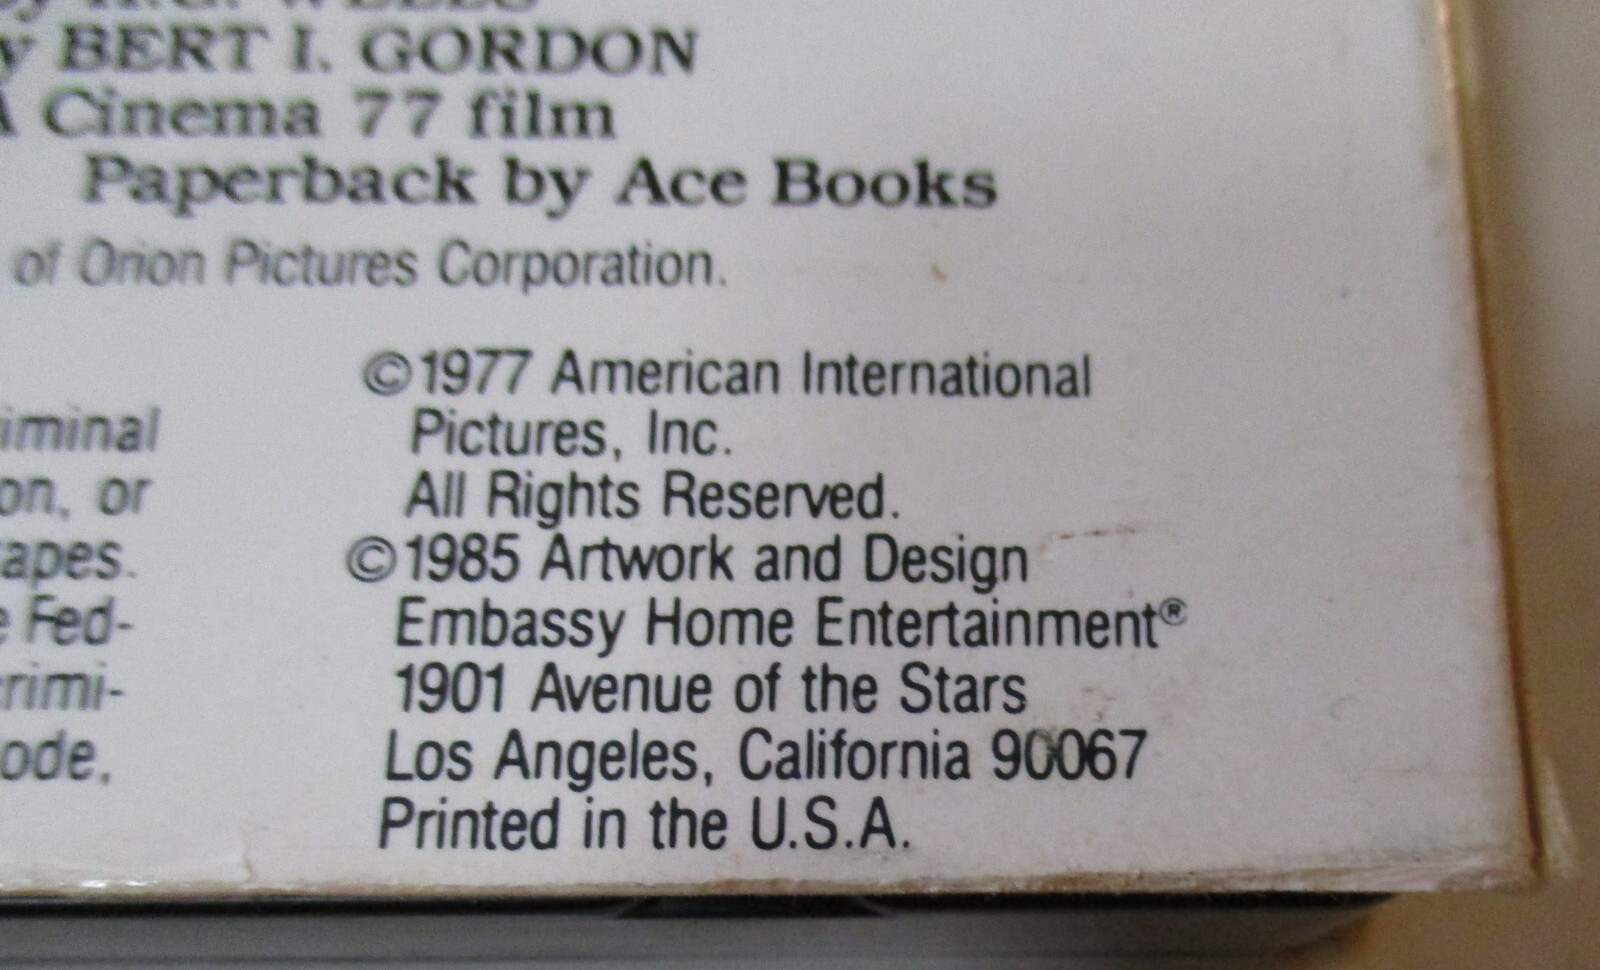 by H.G. WELLS
y BERT I. GORDON
A Cinema 77 film
Paperback by Ace Books
of Orion Pictures Corporation.
©1977 American International
Pictures, Inc.
All Rights Reserved.
©1985 Artwork and Design
Embassy Home Entertainment®
1901 Avenue of the Stars
Los Angeles, California 90067
Printed in the U.S.A.
iminal
on, or
apes.
e Fed-
rimi-
ode,